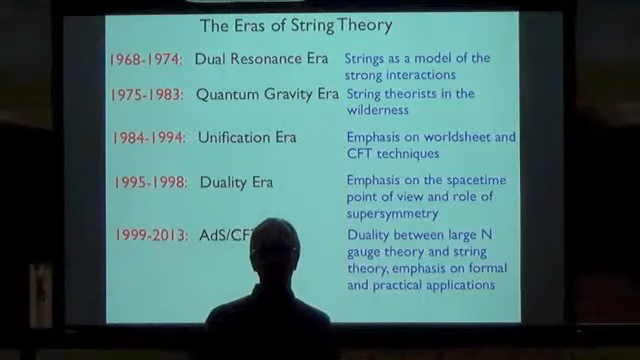 The Eras of String Theory
1968-1974: Dual Resonance Era Strings as a model of the
strong interactions
1975-1983: Quantum Gravity Era String theorists in the
wilderness
1984-1994: Unification Era Emphasis on worldsheet and
CFT techniques
1995-1998: Duality Era Emphasis on the spacetime
point of view and role of
supersymmetry
1999-2013: AdS/CF Duality between large N
gauge theory and string
theory, emphasis on formal
and practical applications